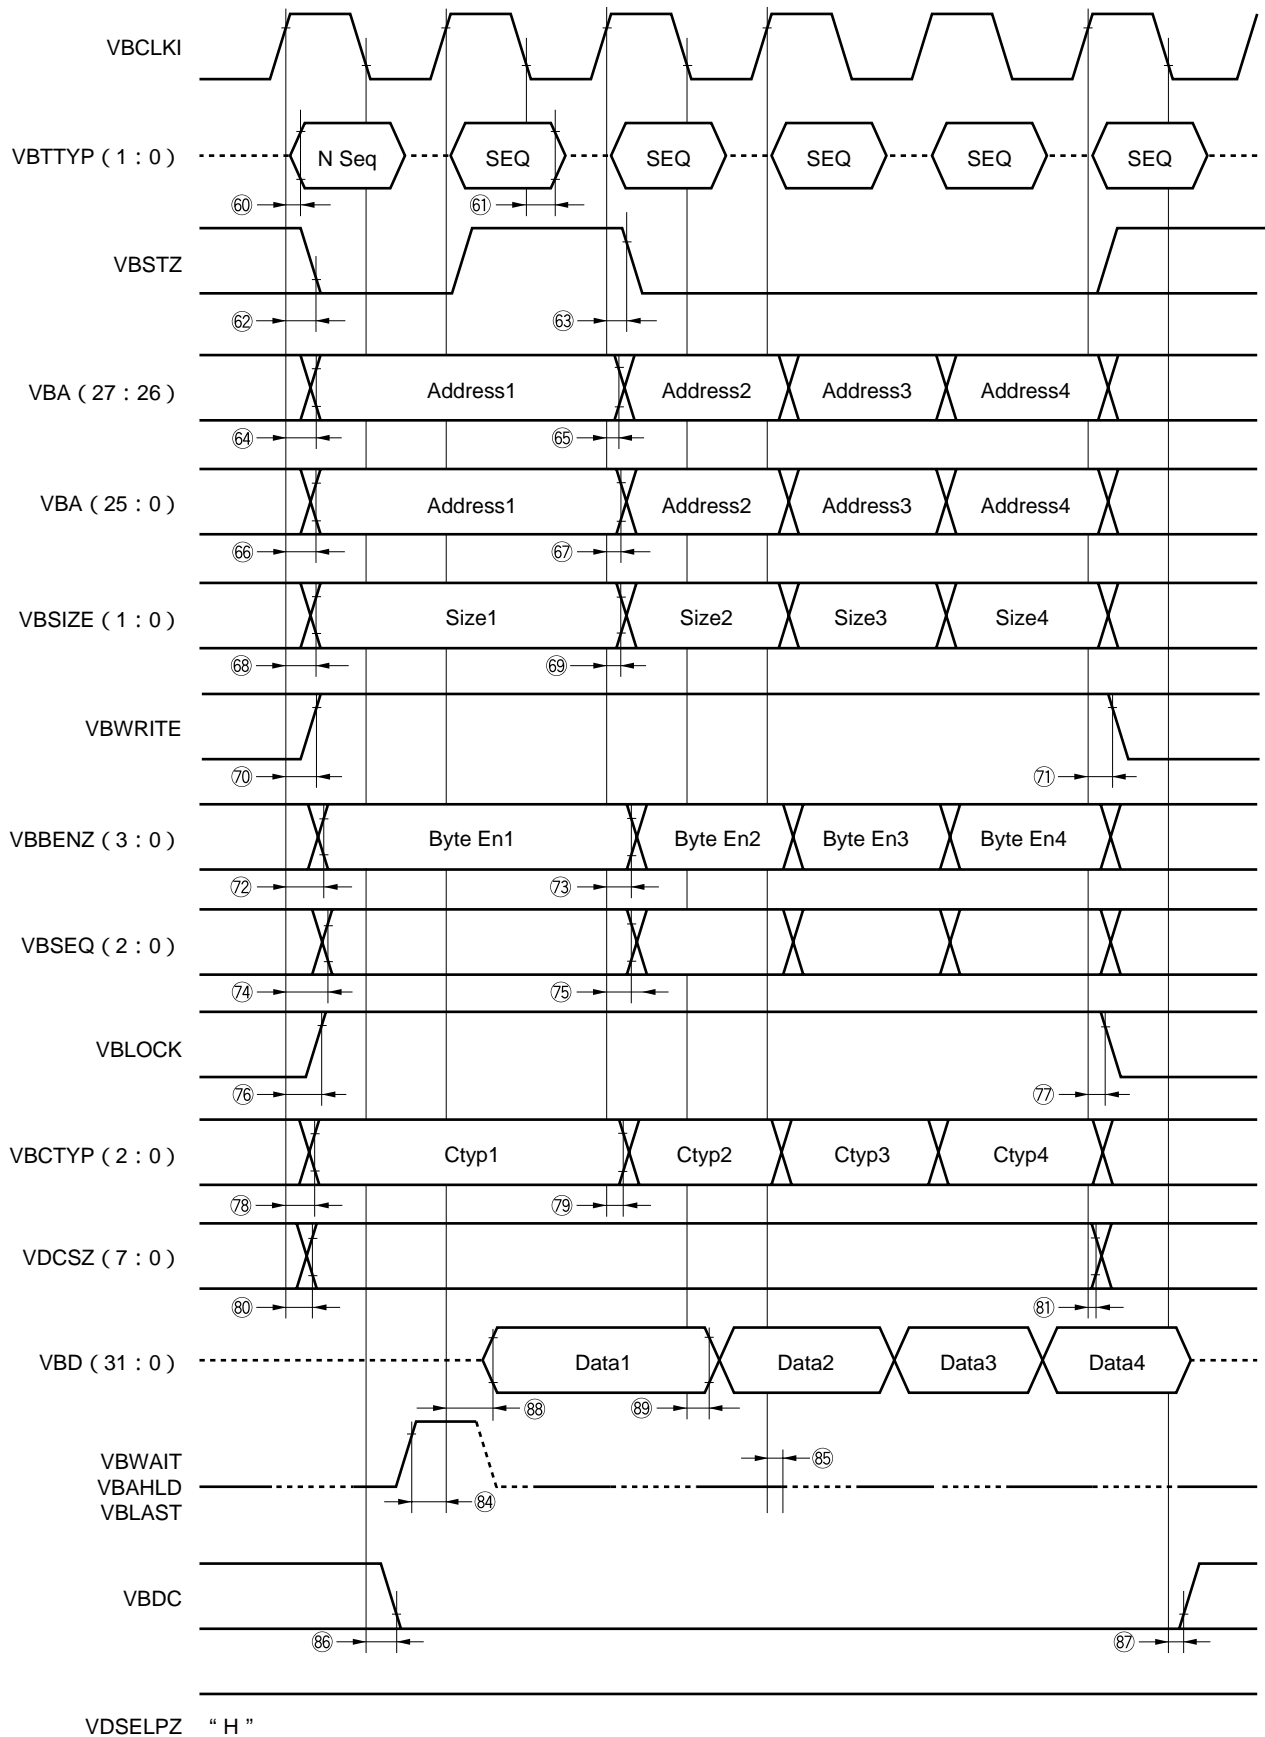 VBCLKI
VBTTYP ( 1 : 0 )
N Seq SEQ SEQ SEQ SEQ SEQ
60 61
VBSTZ
62 63
VBA ( 27 : 26 )
Address1 Address2 Address3 Address4
64 65
VBA ( 25 : 0 )
Address1 Address2 Address3 Address4
66 67
VBSIZE ( 1 : 0 )
Size1 Size2 Size3 Size4
68 69
VBWRITE
70 71
VBBENZ ( 3 : 0 )
Byte En1 Byte En2 Byte En3 Byte En4
72 73
VBSEQ ( 2 : 0 )
74 75
VBLOCK
76 77
VBCTYP ( 2 : 0 )
Ctyp1 Ctyp2 Ctyp3 Ctyp4
78 79
VDCSZ ( 7 : 0 )
80 81
VBD ( 31 : 0 )
Data1 Data2 Data3 Data4
88 89
VBWAIT
85
VBAHLD
VBLAST
84
VBDC
86 87
VDSELPZ “ H ”